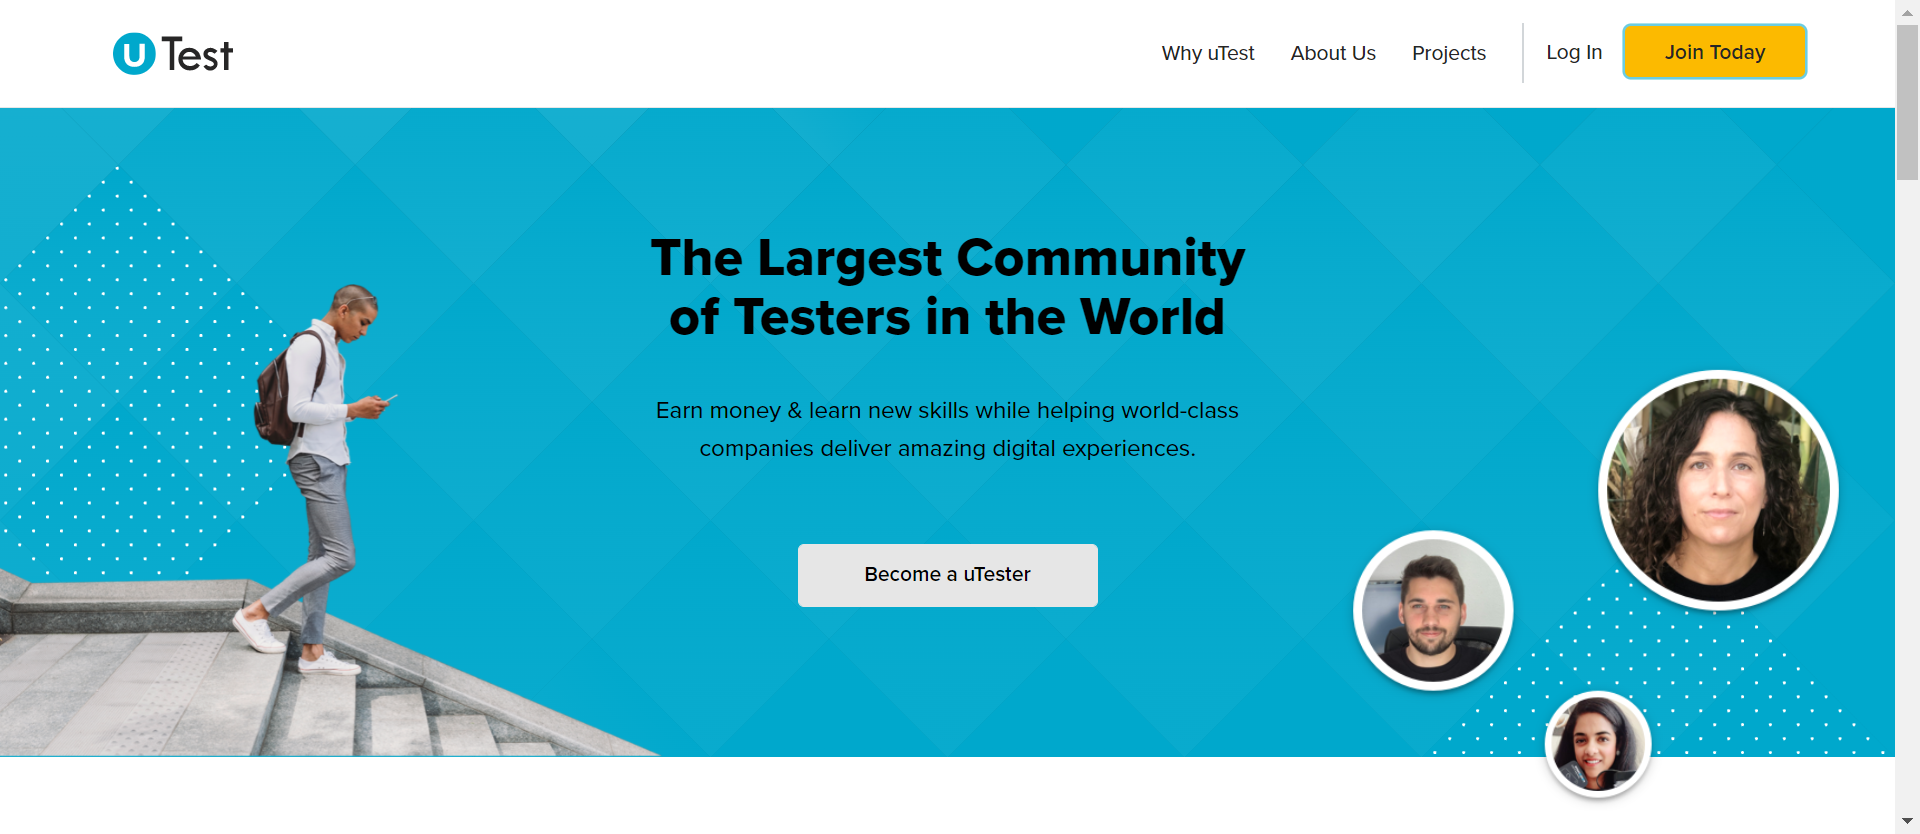 uTest
Why uTest
About Us
Projects
Log In
Join Today
The Largest Community
of Testers in the World
Earn money & learn new skills while helping world-class
companies deliver amazing digital experiences.
Become a uTester